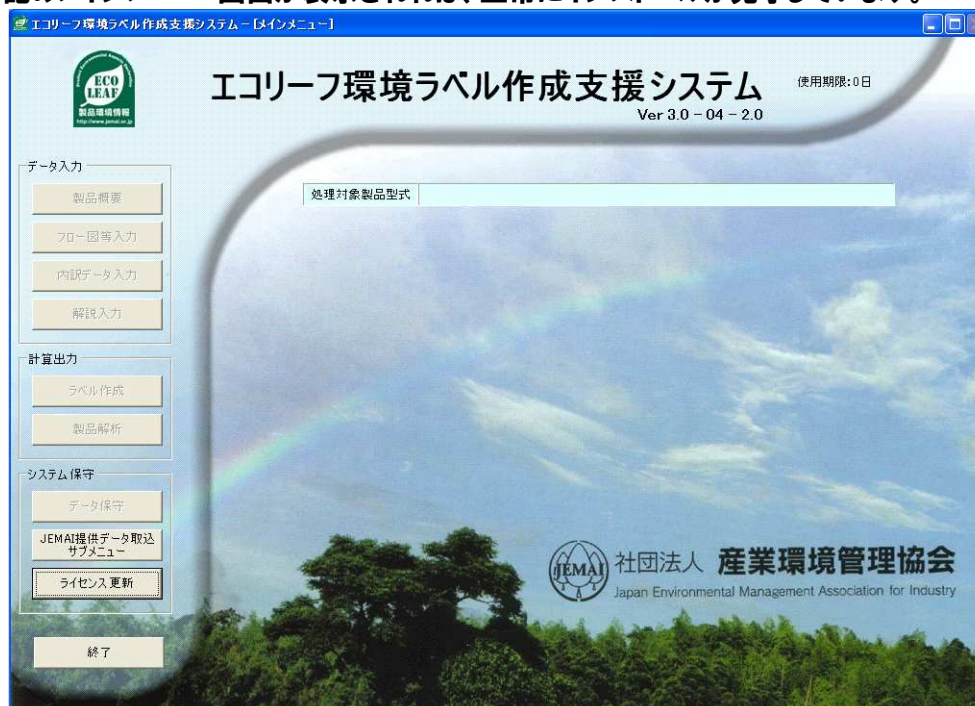 エコリーフ環境ラベル作成支援システム－[メインメニュー]
ECO
LEAF
製品環境情報
http://www.jemai.or.jp
エコリーフ環境ラベル作成支援システム
使用期限:0日
Ver 3.0 － 04 － 2.0
データ入力
製品概要
フロー図等入力
内訳データ入力
解説入力
処理対象製品型式
計算出力
ラベル作成
製品解析
システム保守
データ保守
JEMAI提供データ取込
サブメニュー
ライセンス更新
終了
JEMAI
社団法人 産業環境管理協会
Japan Environmental Management Association for Industry